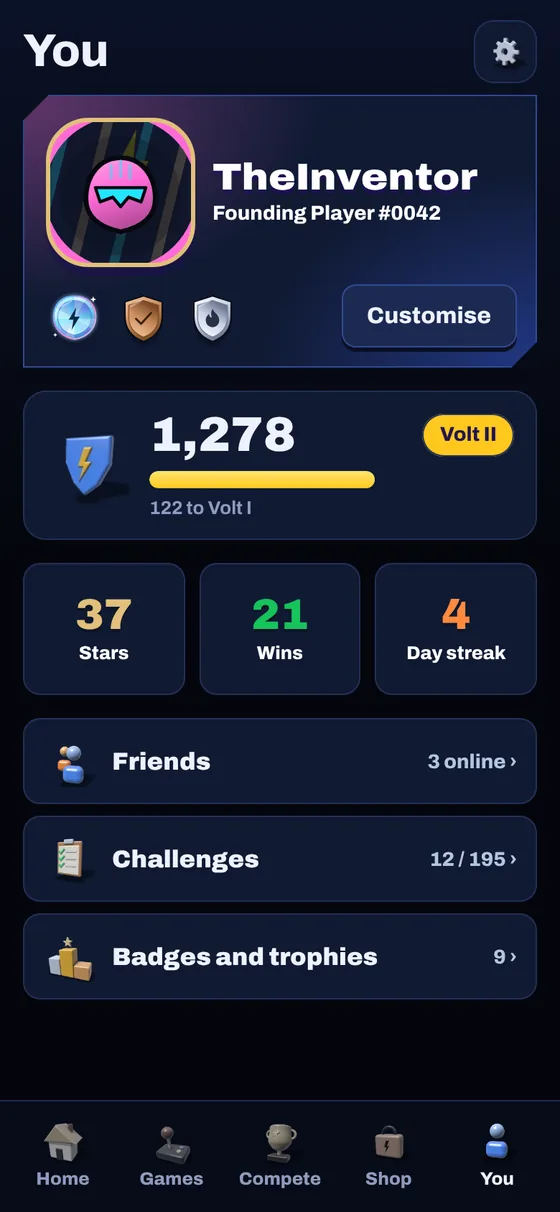 You
TheInventor
Founding Player #0042
Customise
1,278
Volt II
122 to Volt I
37
Stars
21
Wins
4
Day streak
Friends
3 online ›
Challenges
12 / 195 ›
Badges and trophies
9 ›
Home
Games
Compete
Shop
You